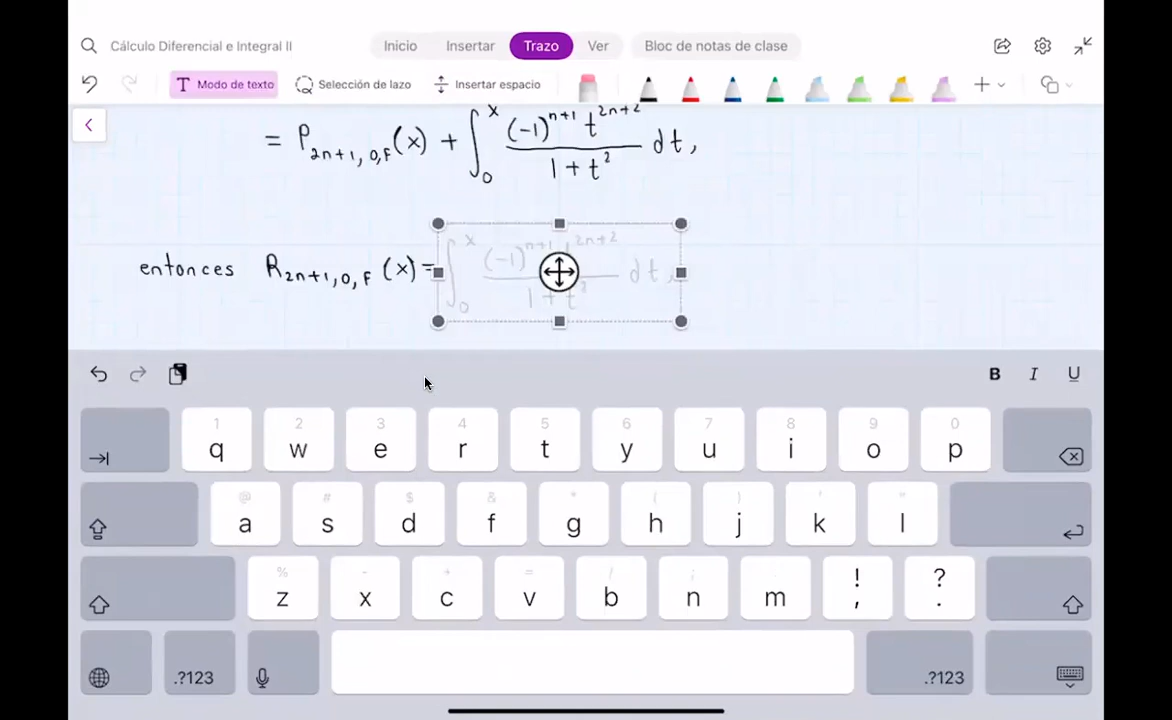 Cálculo Diferencial e Integral II
Inicio Insertar Trazo Ver Bloc de notas de clase
T Modo de texto Selección de lazo Insertar espacio
= P_{2n+1,0,F}(x) + ∫_0^x \frac{(-1)^{n+1} t^{2n+2}}{1+t^2} dt,
entonces R_{2n+1,0,F}(x) = ∫_0^x \frac{(-1)^{n+1} t^{2n+2}}{1+t^2} dt,
B I U
1 2 3 4 5 6 7 8 9 0
q w e r t y u i o p
@ # $ & * ( ) ' "
a s d f g h j k l
% - + = / ; : ! ?
z x c v b n m , .
.?123 .?123